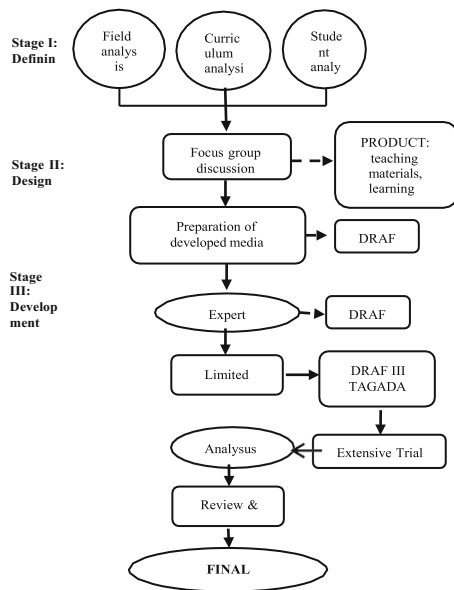 Stage I:
Definin
Field
analys
is
Curric
ulum
analysi
Stude
nt
analy
Stage II:
Design
Focus group
discussion
PRODUCT:
teaching
materials,
learning
Preparation of
developed media
DRAF
Stage
III:
Develop
ment
Expert
DRAF
Limited
DRAF III
TAGADA
Analysus
Extensive Trial
Review &
FINAL